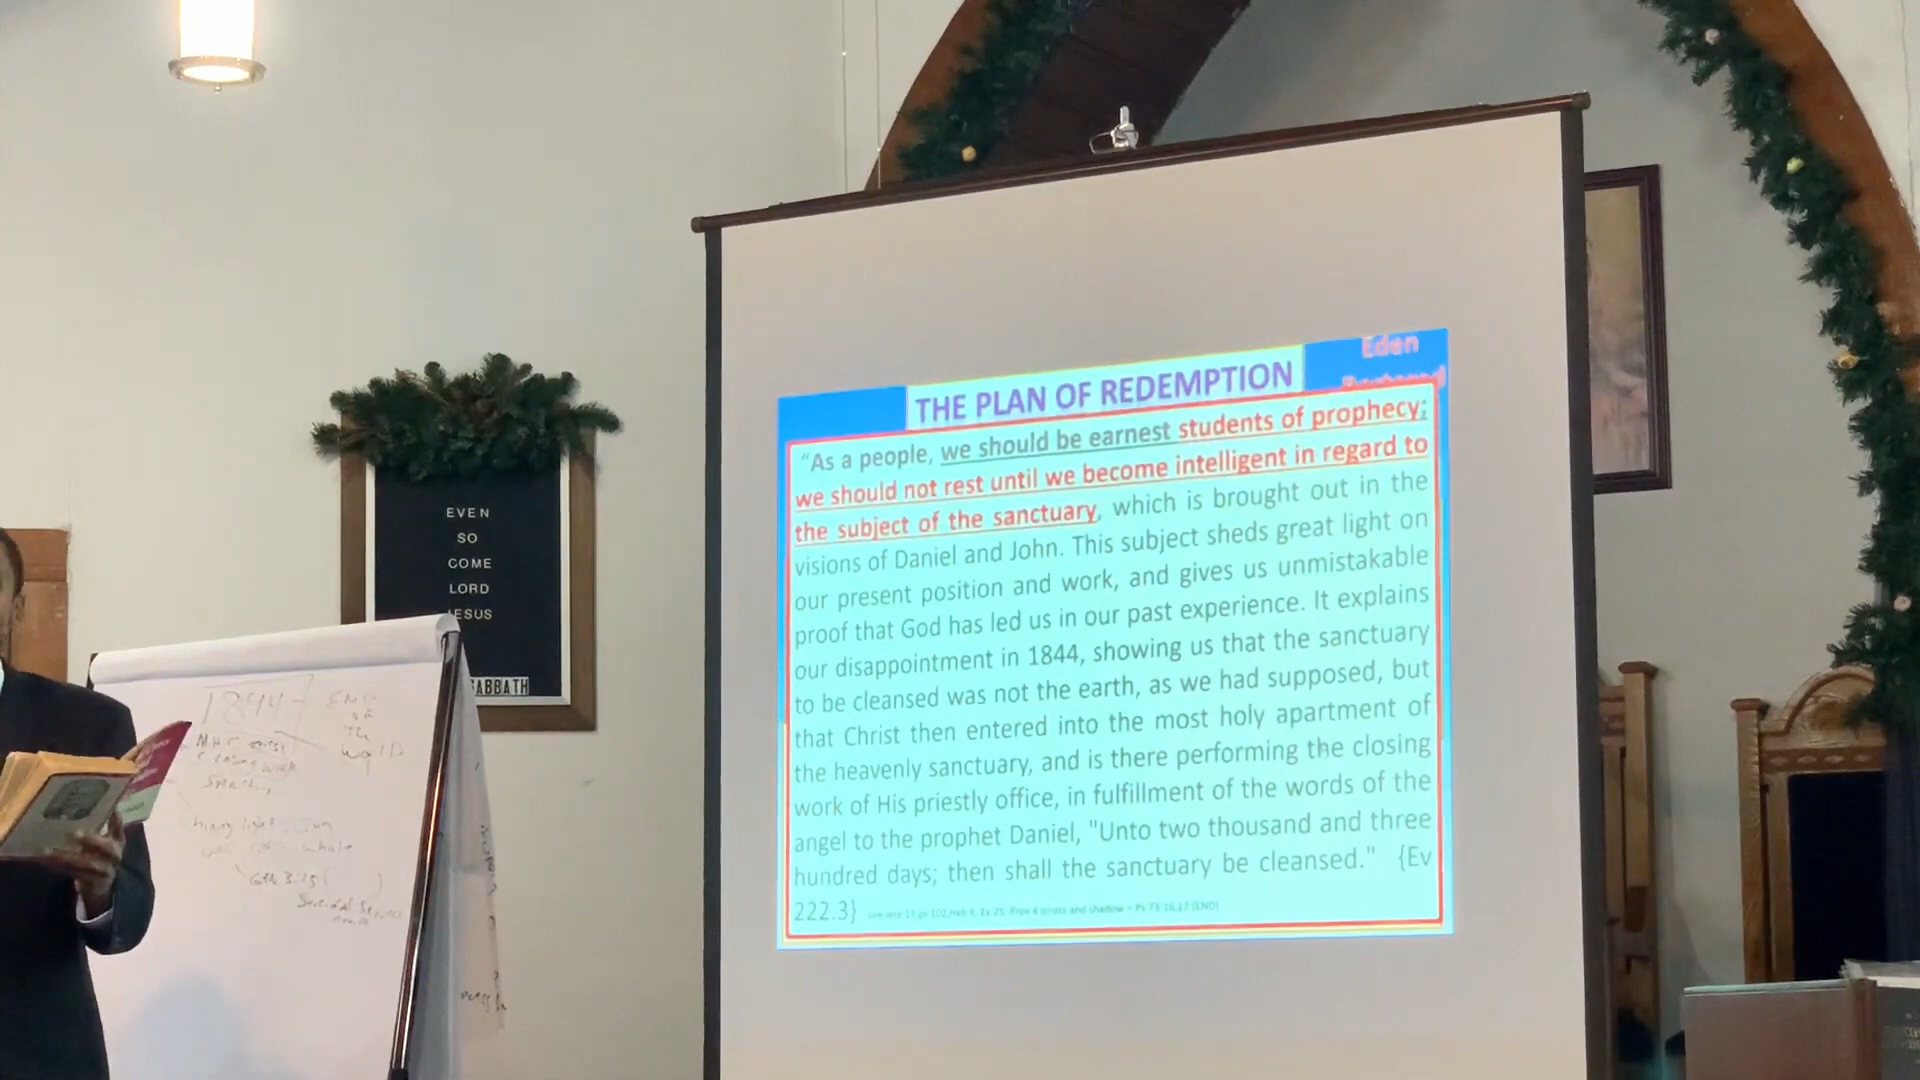 EVEN
SO
COME
LORD
JESUS
SABBATH
1844
END
OF
The
World
closing work
Gen 3:15(
THE PLAN OF REDEMPTION
Eden
"As a people, we should be earnest students of prophecy;
we should not rest until we become intelligent in regard to
the subject of the sanctuary, which is brought out in the
visions of Daniel and John. This subject sheds great light on
our present position and work, and gives us unmistakable
proof that God has led us in our past experience. It explains
our disappointment in 1844, showing us that the sanctuary
to be cleansed was not the earth, as we had supposed, but
that Christ then entered into the most holy apartment of
the heavenly sanctuary, and is there performing the closing
work of His priestly office, in fulfillment of the words of the
angel to the prophet Daniel, "Unto two thousand and three
hundred days; then shall the sanctuary be cleansed." {Ev
222.3}